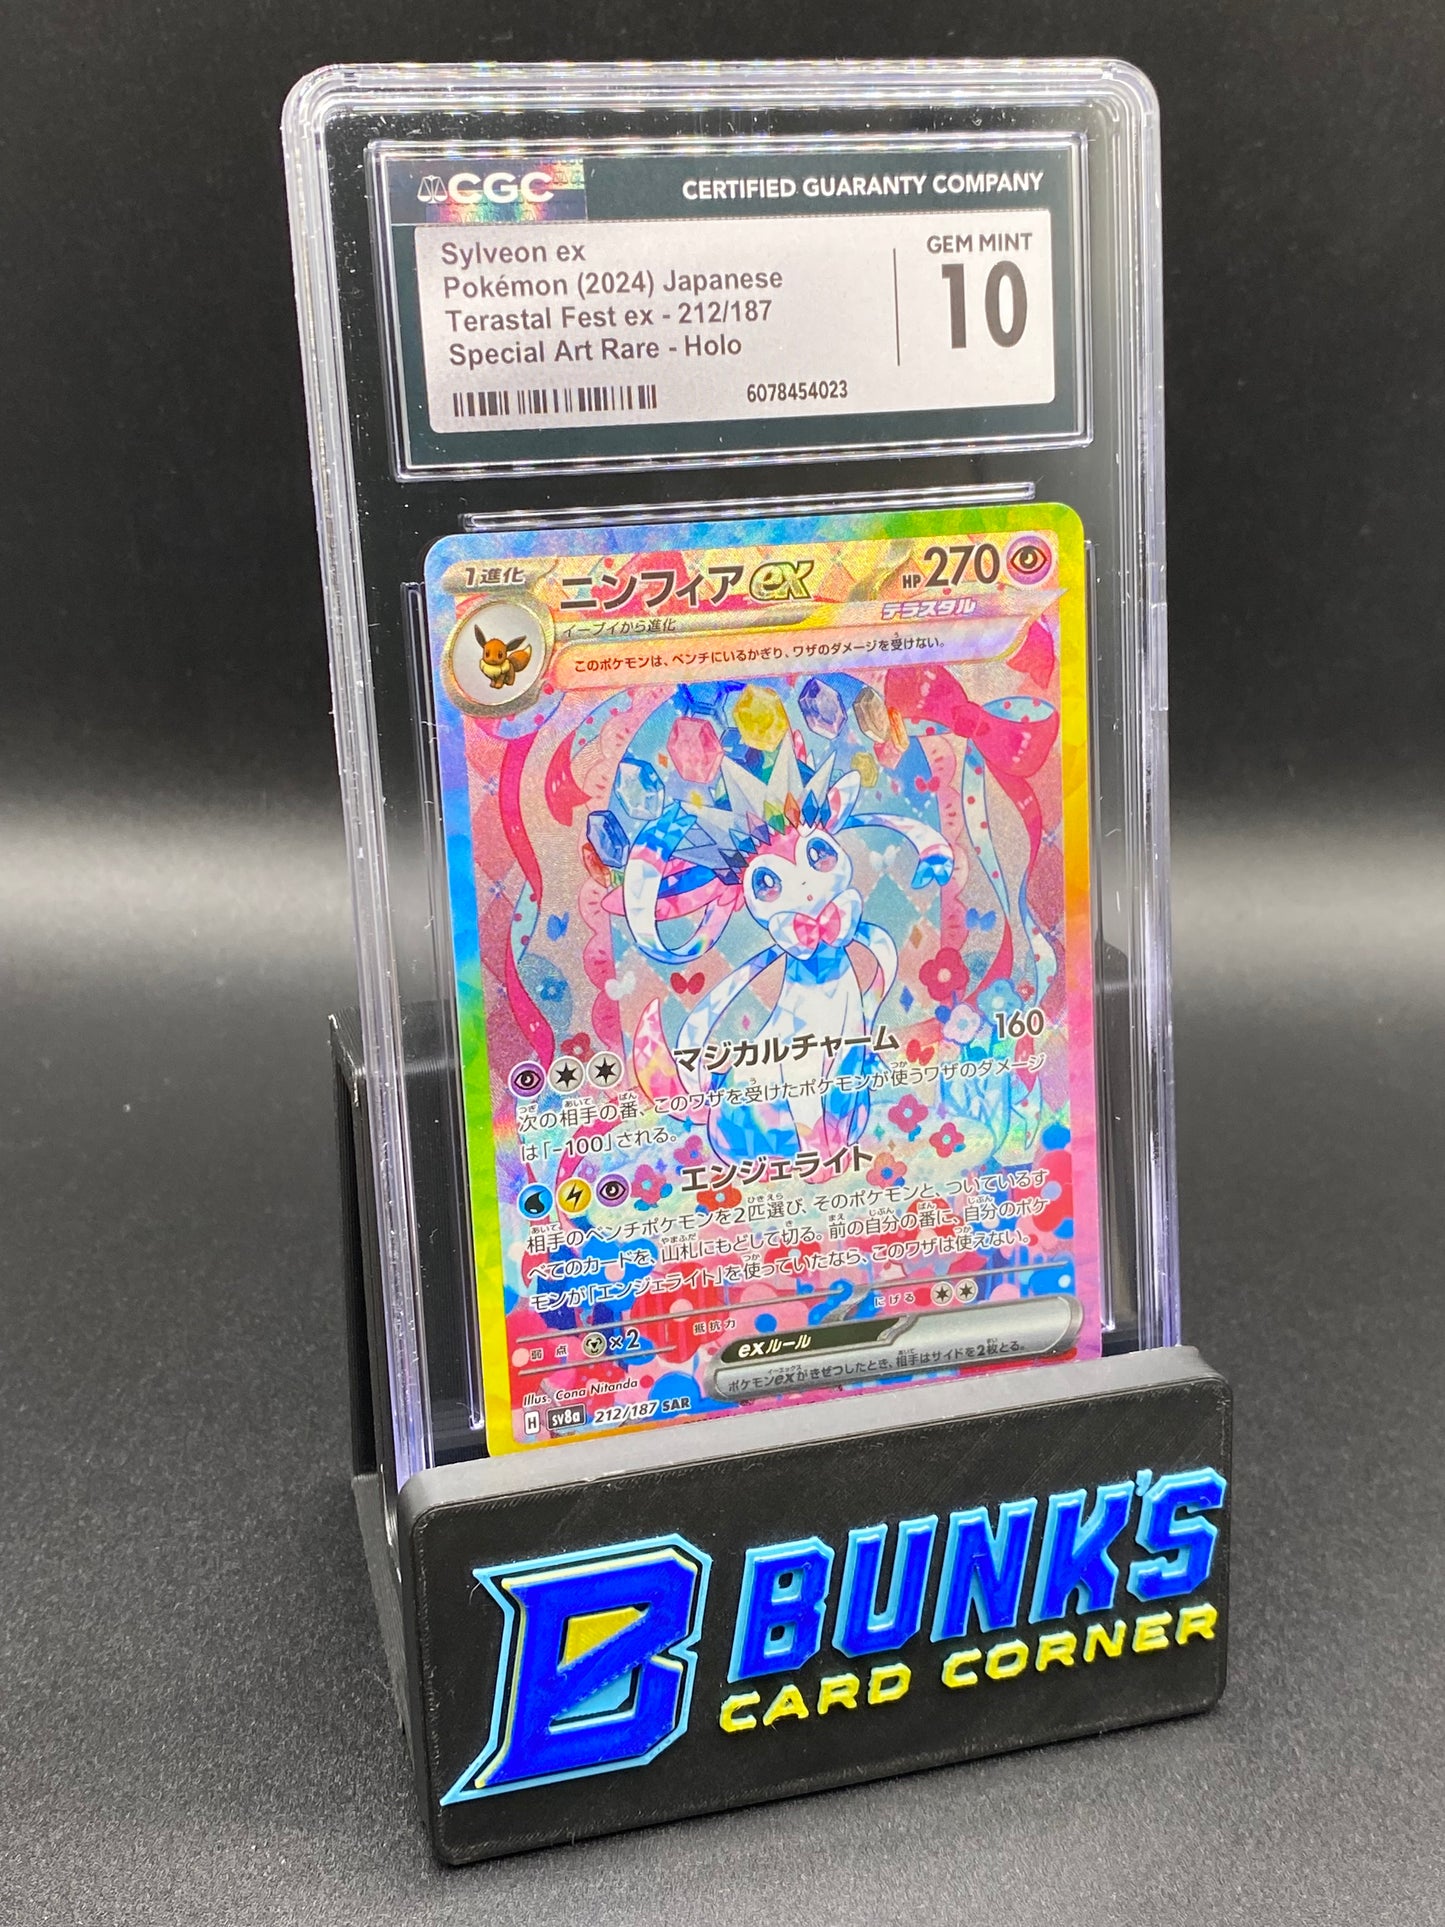 CGC
CERTIFIED GUARANTY COMPANY
Sylveon ex
Pokémon (2024) Japanese
Terastal Fest ex - 212/187
Special Art Rare - Holo
GEM MINT
10
6078454023
1進化
ニンフィアex
HP270
イーブイから進化
テラスタル
このポケモンは、ベンチにいるかぎり、ワザのダメージを受けない。
マジカルチャーム 160
次の相手の番、このワザを受けたポケモンが使うワザのダメージ
は「-100」される。
エンジェライト
相手のベンチポケモンを2匹選び、そのポケモンと、ついているす
べてのカードを、山札にもどして切る。前の自分の番に、自分のポケ
モンが「エンジェライト」を使っていたなら、このワザは使えない。
弱点 ×2 抵抗力 にげる
exルール
ポケモンexがきぜつしたとき、相手はサイドを2枚とる。
Illus. Cona Nitanda
H sv8a 212/187 SAR
B BUNK'S
CARD CORNER